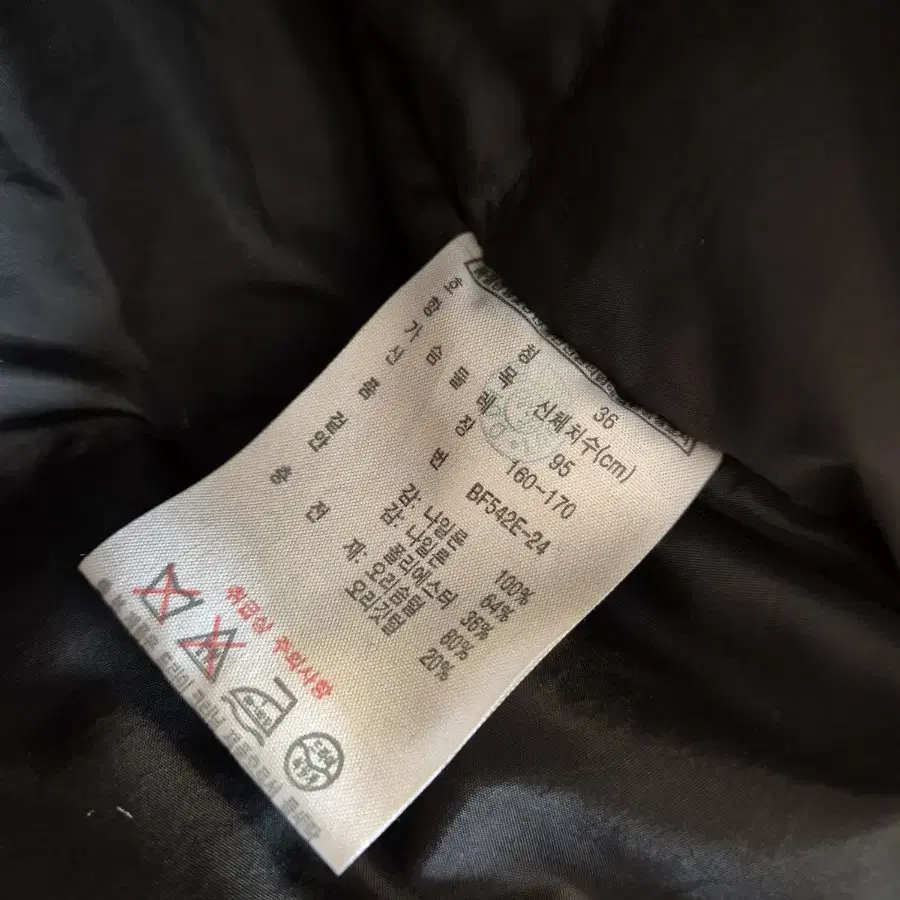 호 칭 36
항 목 신체치수(cm)
가 슴 둘 레 95
신 장 160-170
품 번 BF542E-24
겉 감: 나일론 100%
안 감: 나일론 64%
폴리에스터 36%
충 전 재: 오리솜털 80%
오리깃털 20%
취급상 주의사항